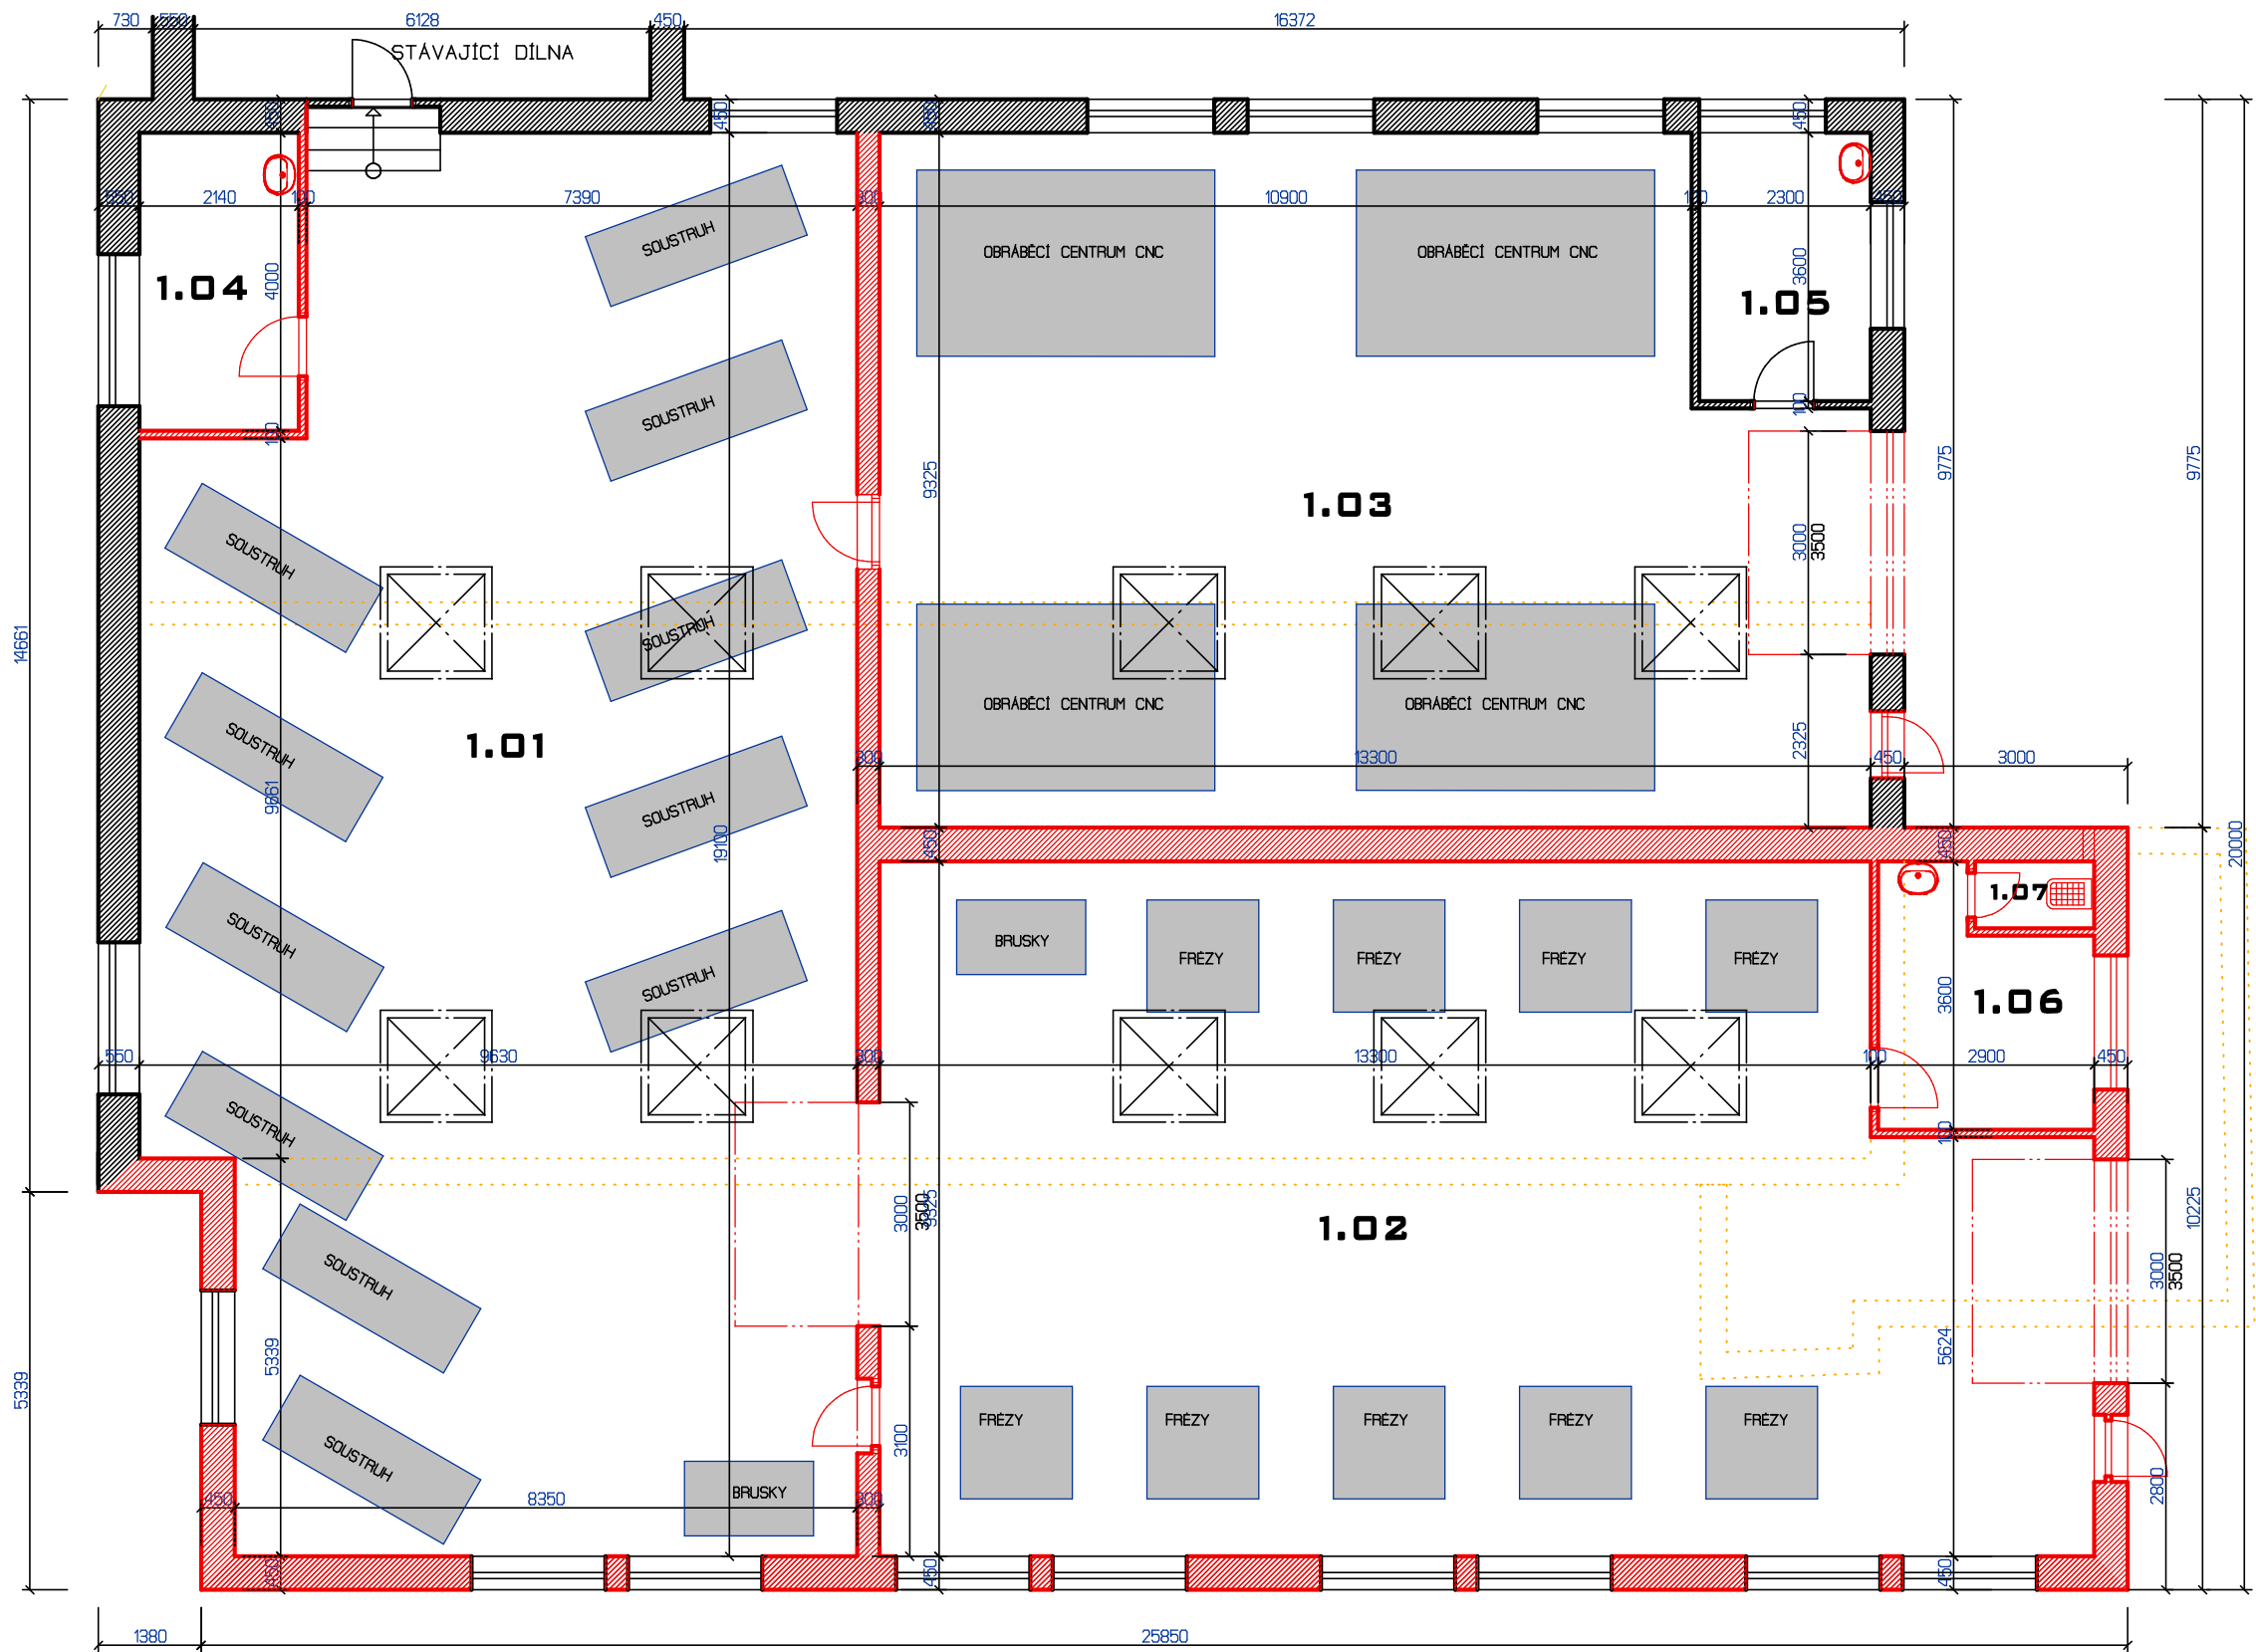 730 550 6128 450 16372
STÁVAJÍCÍ DÍLNA
450 450 450 450
550 2140 100 7390 300 10900 100 2300 450
SOUSTRUH
OBRÁBĚCÍ CENTRUM CNC
OBRÁBĚCÍ CENTRUM CNC
1.04
4000
3600
1.05
SOUSTRUH
100
100
9325
9775
9775
1.03
SOUSTRUH
3000
3500
14661
SOUSTRUH
OBRÁBĚCÍ CENTRUM CNC
OBRÁBĚCÍ CENTRUM CNC
SOUSTRUH
1.01
2325
300 13300 450 3000
9661
SOUSTRUH
19100
450
450
20000
1.07
SOUSTRUH
BRUSKY
FRÉZY
FRÉZY
FRÉZY
FRÉZY
SOUSTRUH
3600
1.06
550 9630 300 13300 100 2900 450
SOUSTRUH
100
3000
3500
9325
1.02
10225
SOUSTRUH
3000
3500
5339
5339
5624
FRÉZY
FRÉZY
FRÉZY
FRÉZY
FRÉZY
3100
SOUSTRUH
BRUSKY
2800
450 8350 300
450
450
450
1380 25850